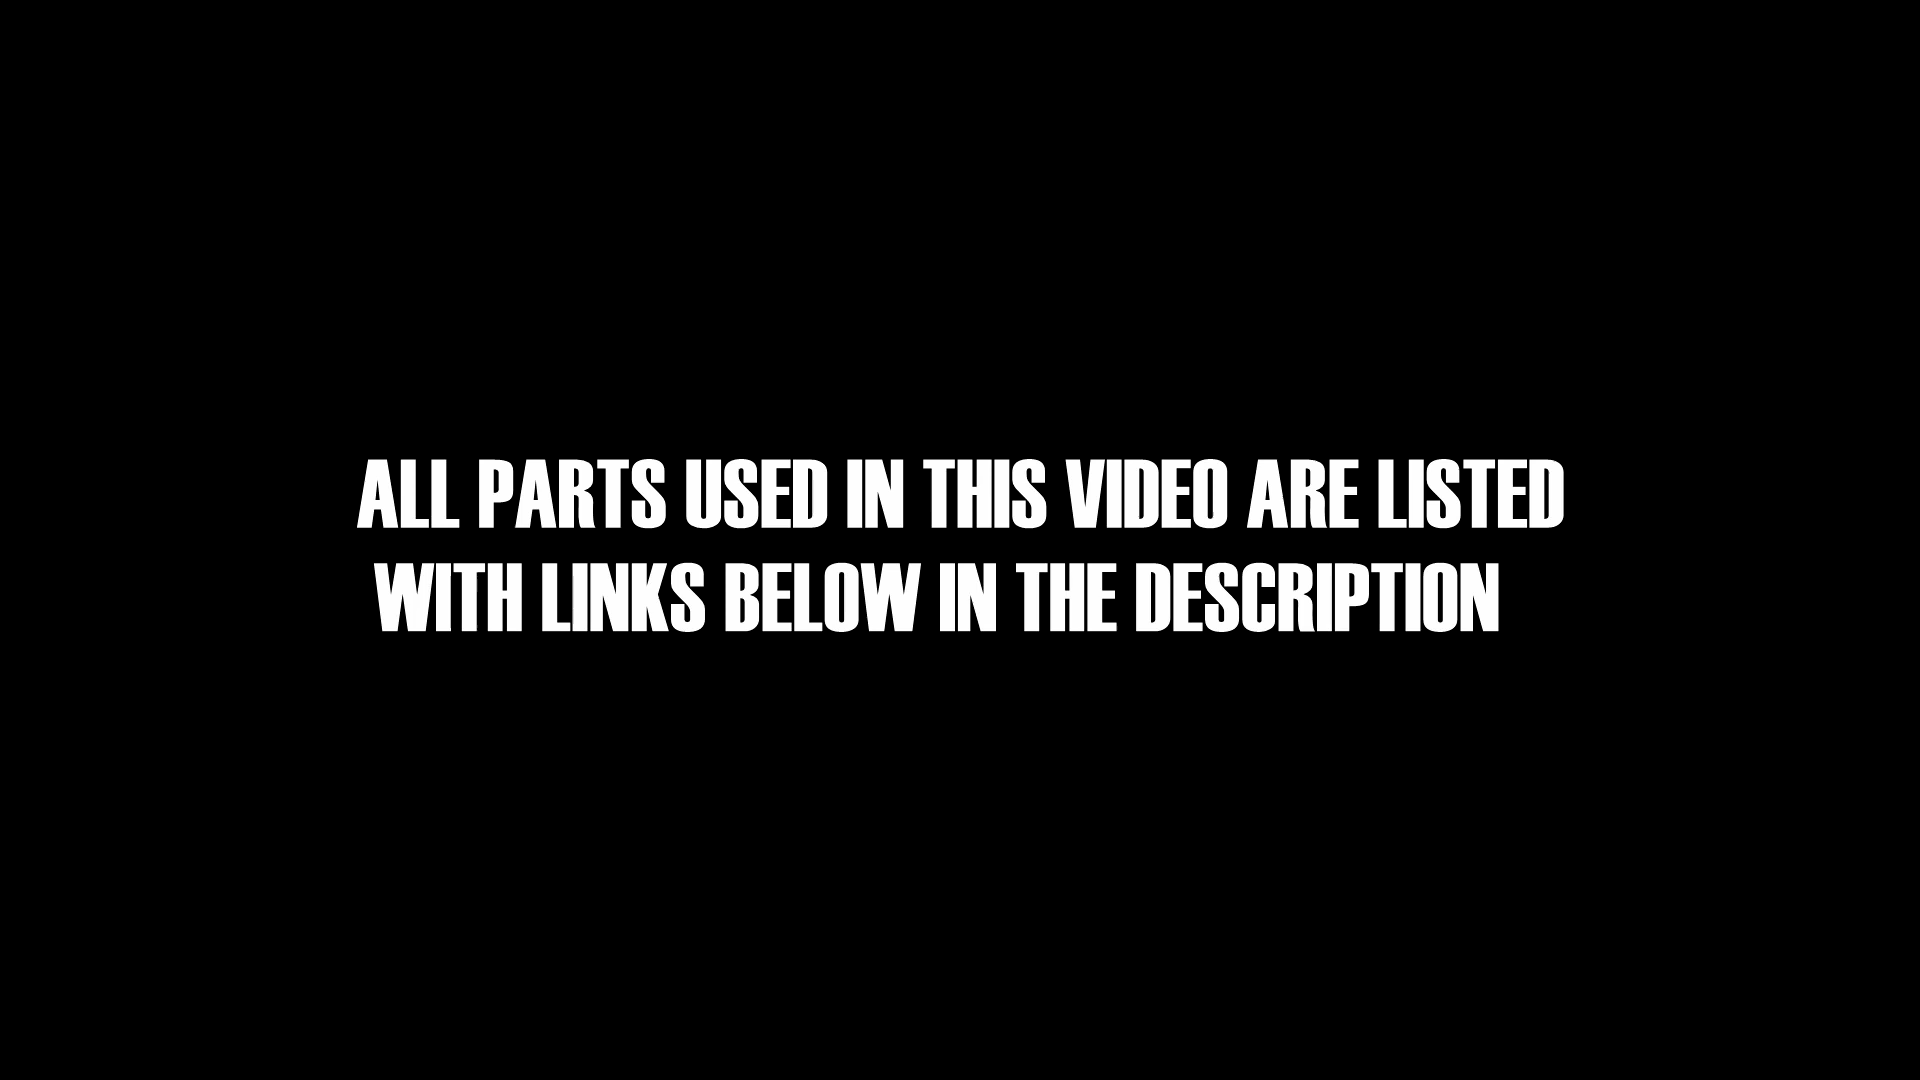 ALL PARTS USED IN THIS VIDEO ARE LISTED
WITH LINKS BELOW IN THE DESCRIPTION